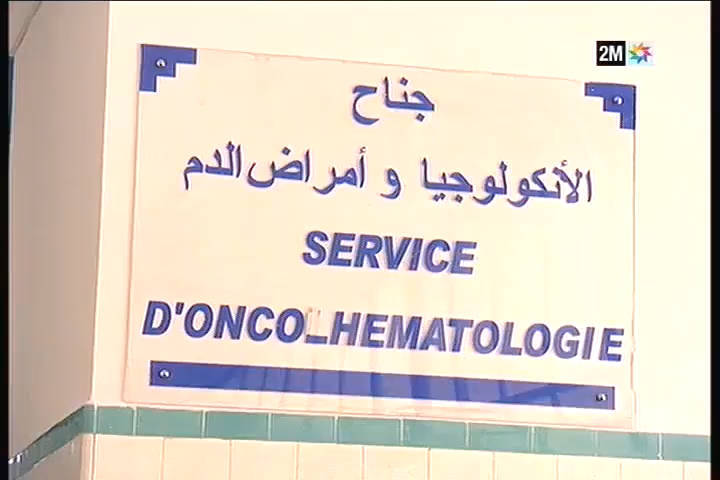 2M
جناح
الأنكولوجيا و أمراض الدم
SERVICE
D'ONCO_HEMATOLOGIE